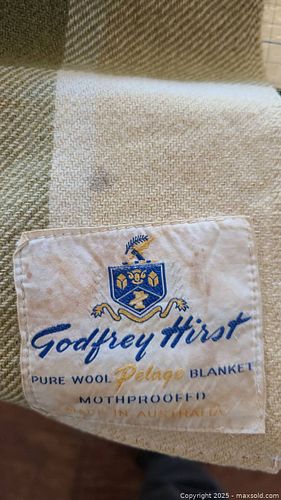 Godfrey Hirst
PURE WOOL Pelage BLANKET
MOTHPROOFED
MADE IN AUSTRALIA
Copyright © 2025 - maxsold.com